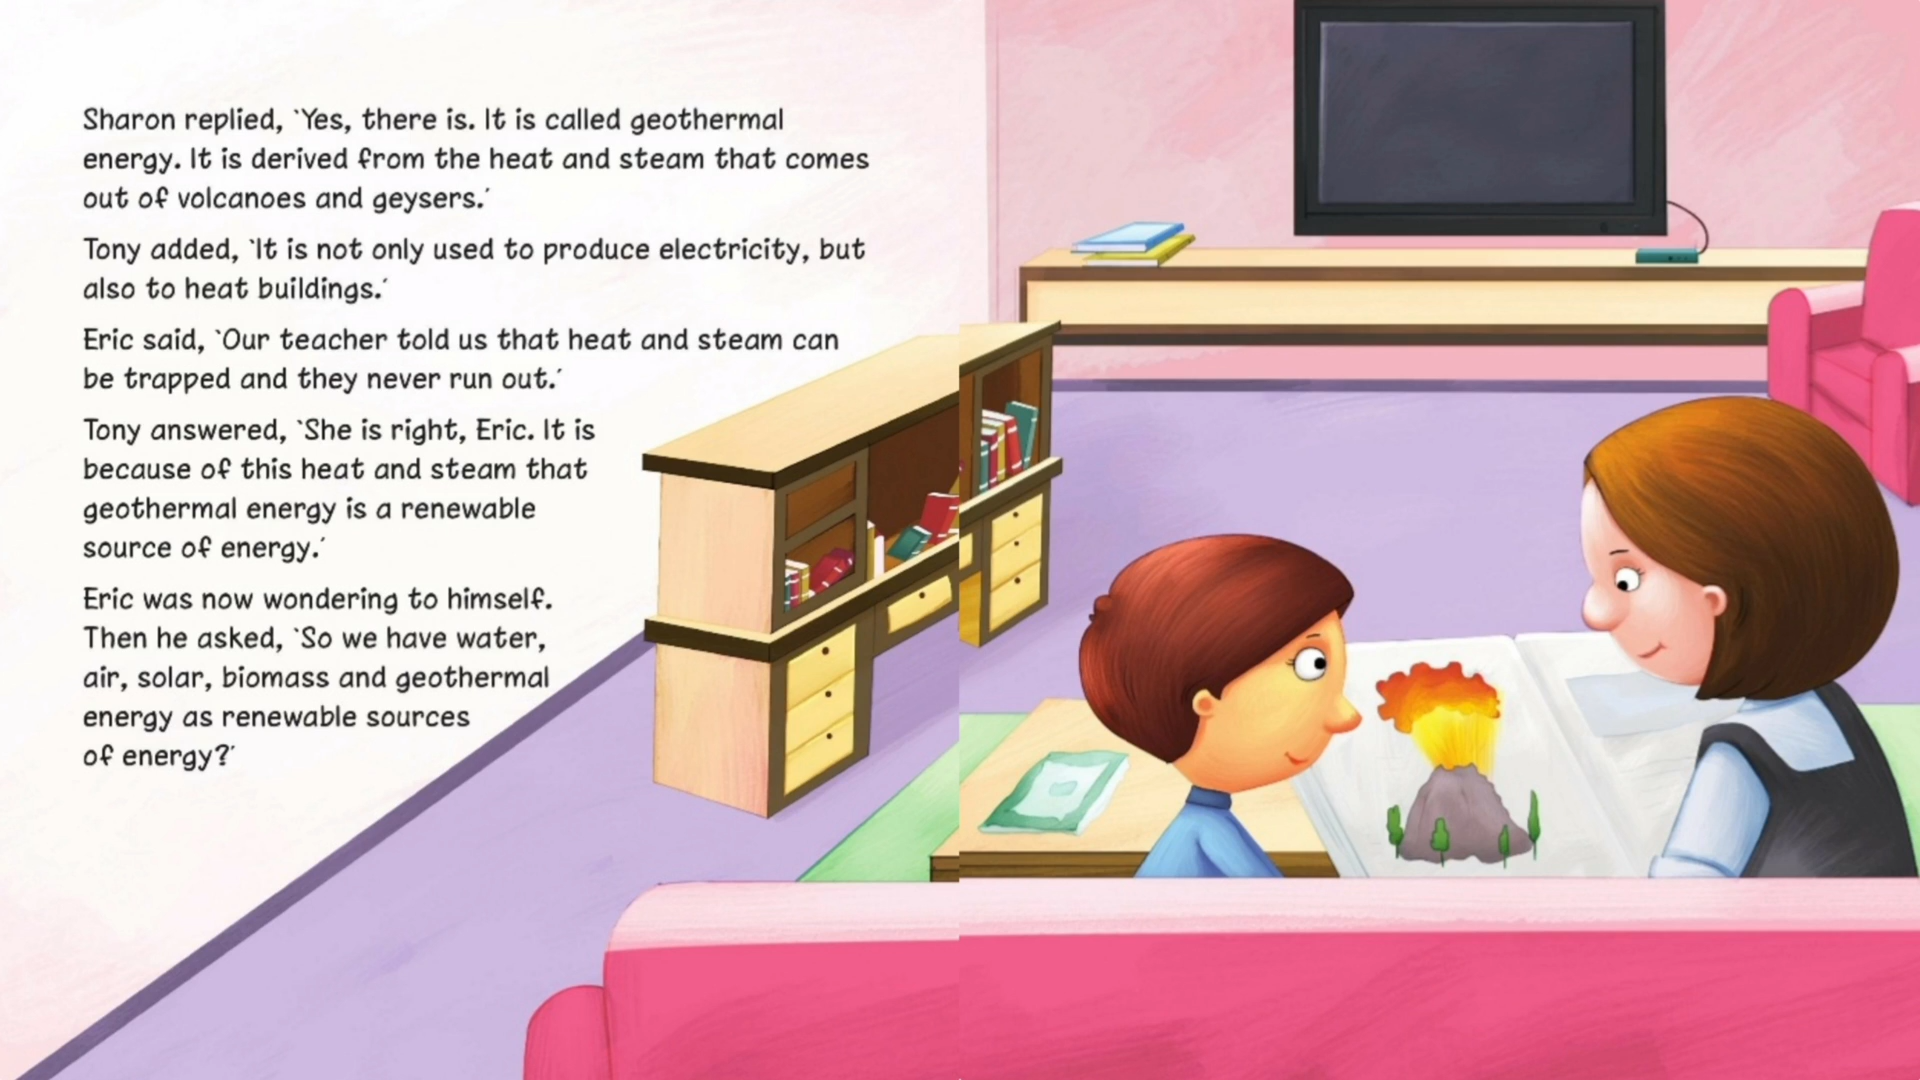 Sharon replied, `Yes, there is. It is called geothermal
energy. It is derived from the heat and steam that comes
out of volcanoes and geysers.´
Tony added, `It is not only used to produce electricity, but
also to heat buildings.´
Eric said, `Our teacher told us that heat and steam can
be trapped and they never run out.´
Tony answered, `She is right, Eric. It is
because of this heat and steam that
geothermal energy is a renewable
source of energy.´
Eric was now wondering to himself.
Then he asked, `So we have water,
air, solar, biomass and geothermal
energy as renewable sources
of energy?´